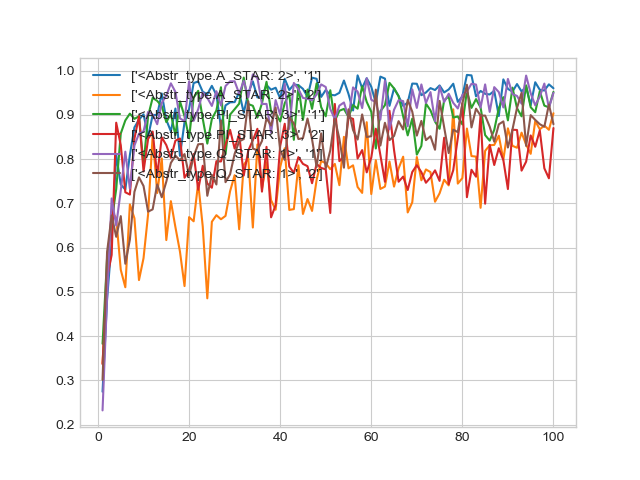 1.0
0.9
0.8
0.7
0.6
0.5
0.4
0.3
0.2
['<Abstr_type.A_STAR: 2>', '1']
['<Abstr_type.A_STAR: 2>', '2']
['<Abstr_type.PI_STAR: 3>', '1']
['<Abstr_type.PI_STAR: 3>', '2']
['<Abstr_type.Q_STAR: 1>', '1']
['<Abstr_type.Q_STAR: 1>', '2']
0 20 40 60 80 100